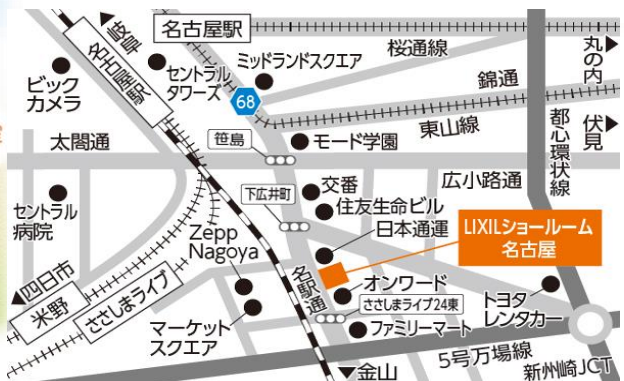 岐阜
名古屋駅
名古屋駅
ビック
カメラ
セントラル
タワーズ
ミッドランドスクエア
桜通線
丸の内
68
錦通
東山線
伏見
太閤通
笹島
モード学園
都心環状線
広小路通
下広井町
交番
住友生命ビル
日本通運
セントラル
病院
Zepp
Nagoya
LIXILショールーム
名古屋
名駅通
四日市
米野
ささしまライブ
オンワード
ささしまライブ24東
トヨタ
レンタカー
マーケット
スクエア
ファミリーマート
5号万場線
新州崎JCT
金山